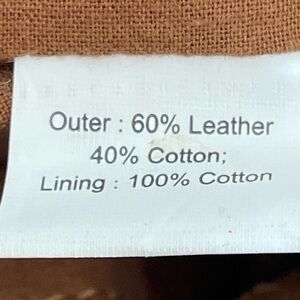 Outer : 60% Leather
40% Cotton;
Lining : 100% Cotton